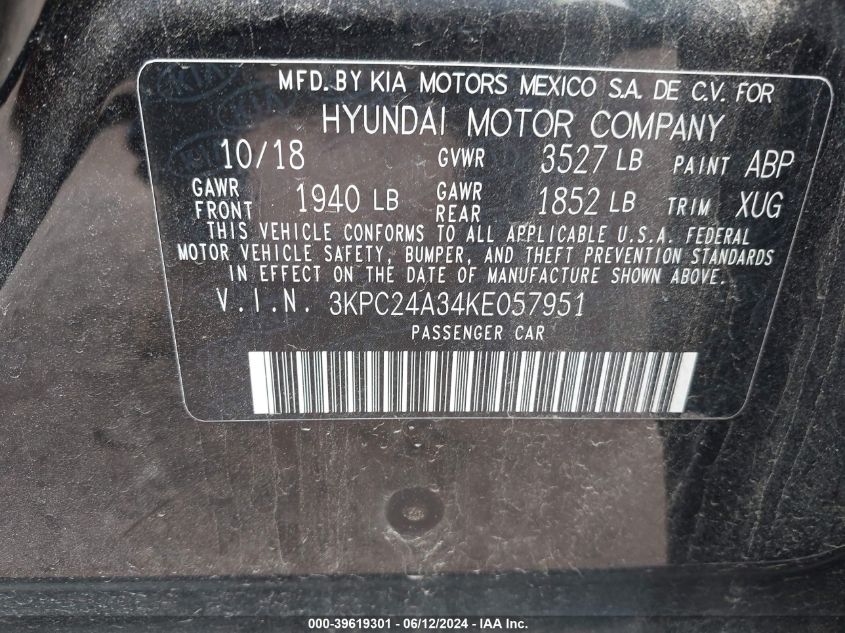 MFD. BY KIA MOTORS MEXICO S.A. DE C.V. FOR
HYUNDAI MOTOR COMPANY
10/18 GVWR 3527 LB PAINT ABP
GAWR FRONT 1940 LB GAWR REAR 1852 LB TRIM XUG
THIS VEHICLE CONFORMS TO ALL APPLICABLE U.S.A. FEDERAL
MOTOR VEHICLE SAFETY, BUMPER, AND THEFT PREVENTION STANDARDS
IN EFFECT ON THE DATE OF MANUFACTURE SHOWN ABOVE.
V.I.N. 3KPC24A34KE057951
PASSENGER CAR
000-39619301 - 06/12/2024 - IAA Inc.